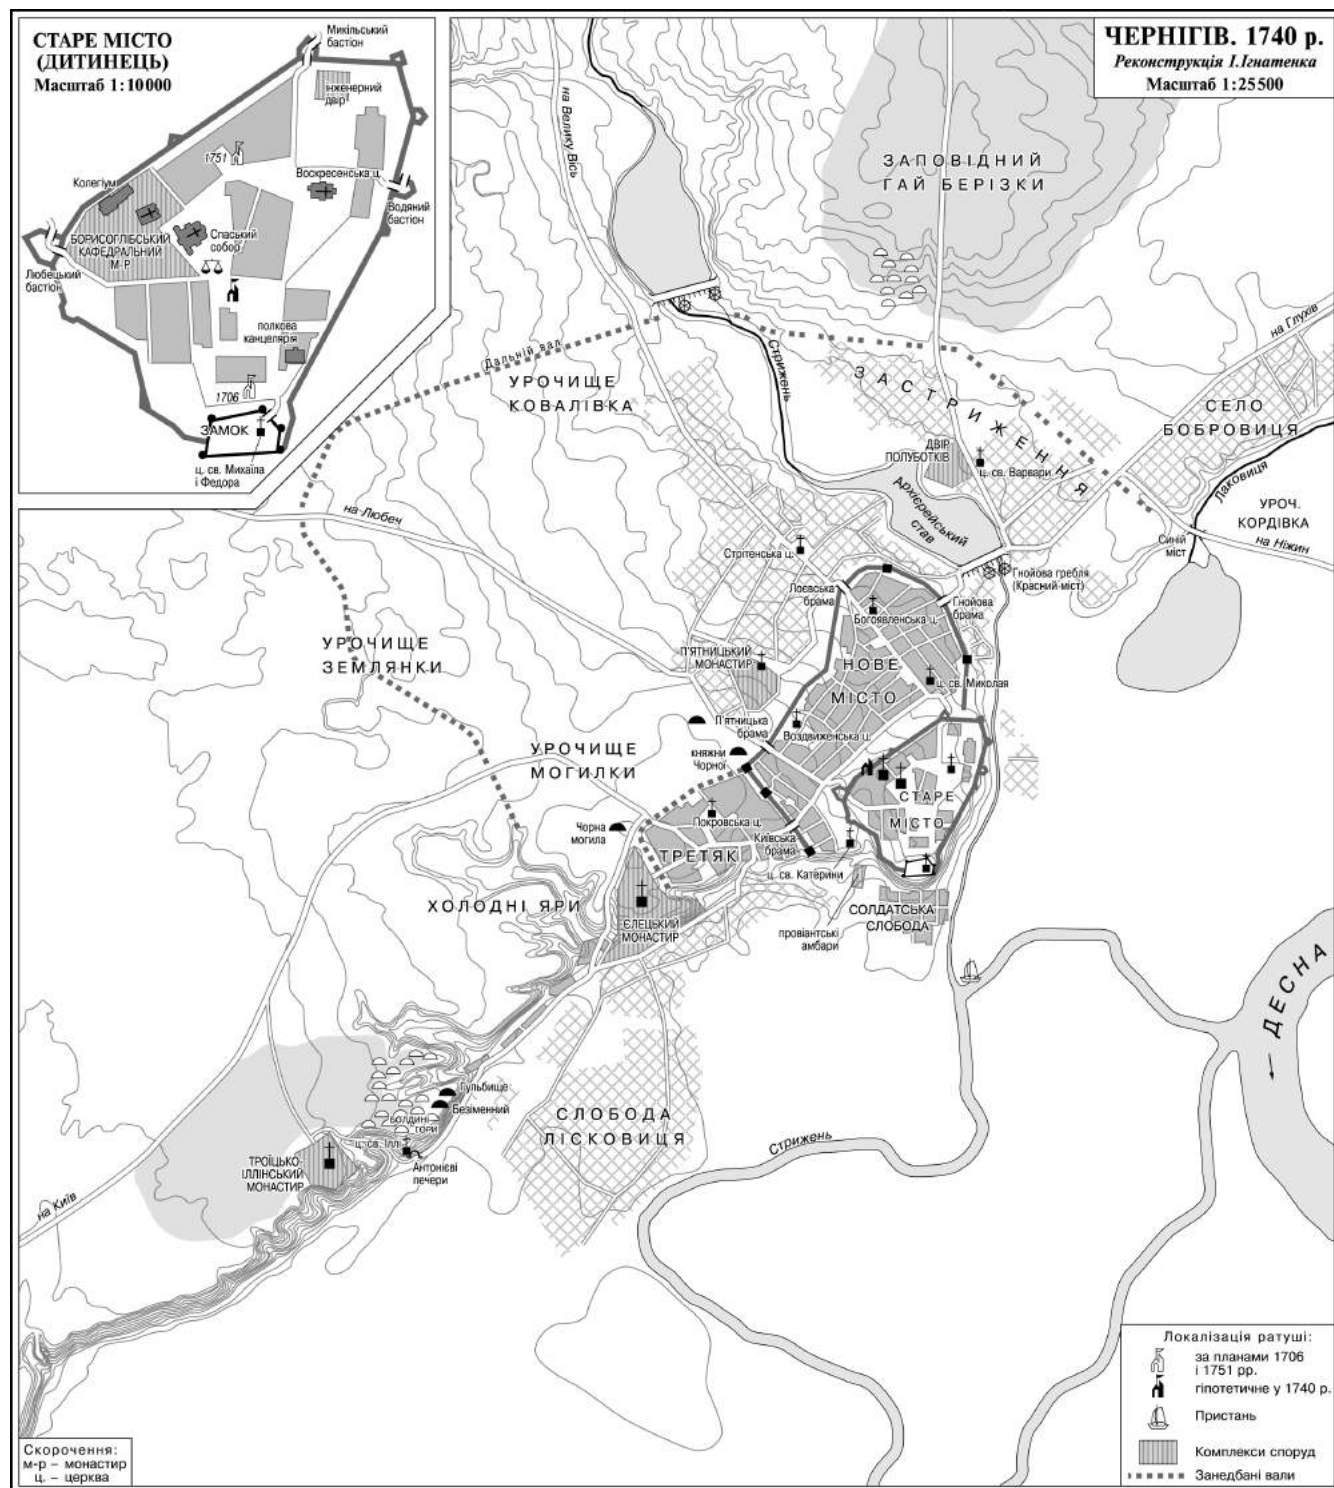 СТАРЕ МІСТО
(ДИТИНЕЦЬ)
Масштаб 1:10000
Микільський
бастіон
Інженерний
двір
1751
Колегіум
Воскресенська ц.
Водяний
бастіон
Спаський
собор
БОРИСОГЛІБСЬКИЙ
КАФЕДРАЛЬНИЙ
М-Р
Любецький
бастіон
полкова
канцелярія
1706
ЗАМОК
ц. св. Михаїла
і Федора
ЧЕРНІГІВ. 1740 р.
Реконструкція І.Ігнатенка
Масштаб 1:25500
на Велику Вісь
ЗАПОВІДНИЙ
ГАЙ БЕРІЗКИ
на Глухів
Дальній вал
УРОЧИЩЕ
КОВАЛІВКА
Стрижень
ЗАСТРИЖЕННЯ
СЕЛО
БОБРОВИЦЯ
ДВІР
ПОЛУБОТКІВ
ц. св. Варвари
Лаковиця
УРОЧ.
КОРДІВКА
на Ніжин
Синій
міст
Архієрейський
став
на Любеч
Стрітенська ц.
Гнойова гребля
(Красний міст)
Лоєвська
брама
Гнойова
брама
Богоявленська ц.
УРОЧИЩЕ
ЗЕМЛЯНКИ
П'ЯТНИЦЬКИЙ
МОНАСТИР
НОВЕ
МІСТО
ц. св. Миколая
П'ятницька
брама
Воздвиженська ц.
УРОЧИЩЕ
МОГИЛКИ
княжни
Чорної
СТАРЕ
МІСТО
Чорна
могила
Покровська ц.
Київська
брама
ТРЕТЯК
ц. св. Катерини
ХОЛОДНІ ЯРИ
ЄЛЕЦЬКИЙ
МОНАСТИР
СОЛДАТСЬКА
СЛОБОДА
провіантські
амбари
ДЕСНА
Гульбище
Безіменний
БОЛДИНІ
ГОРИ
СЛОБОДА
ЛІСКОВИЦЯ
Стрижень
ц. св. Іллі
ТРОЇЦЬКО-
ІЛЛІНСЬКИЙ
МОНАСТИР
Антонієві
печери
на Київ
Локалізація ратуші:
за планами 1706
і 1751 рр.
гіпотетичне у 1740 р.
Пристань
Комплекси споруд
Занедбані вали
Скорочення:
м-р – монастир
ц. – церква